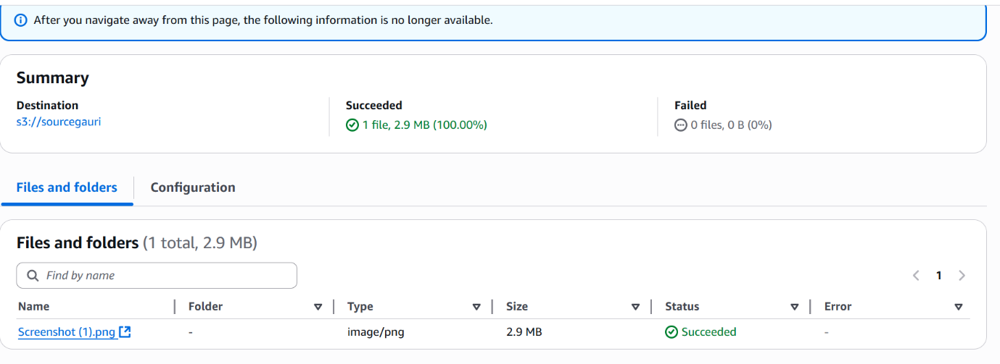 After you navigate away from this page, the following information is no longer available.
Summary
Destination
s3://sourcegauri
Succeeded
1 file, 2.9 MB (100.00%)
Failed
0 files, 0 B (0%)
Files and folders
Configuration
Files and folders (1 total, 2.9 MB)
Find by name
1
Name Folder Type Size Status Error
Screenshot (1).png - image/png 2.9 MB Succeeded -